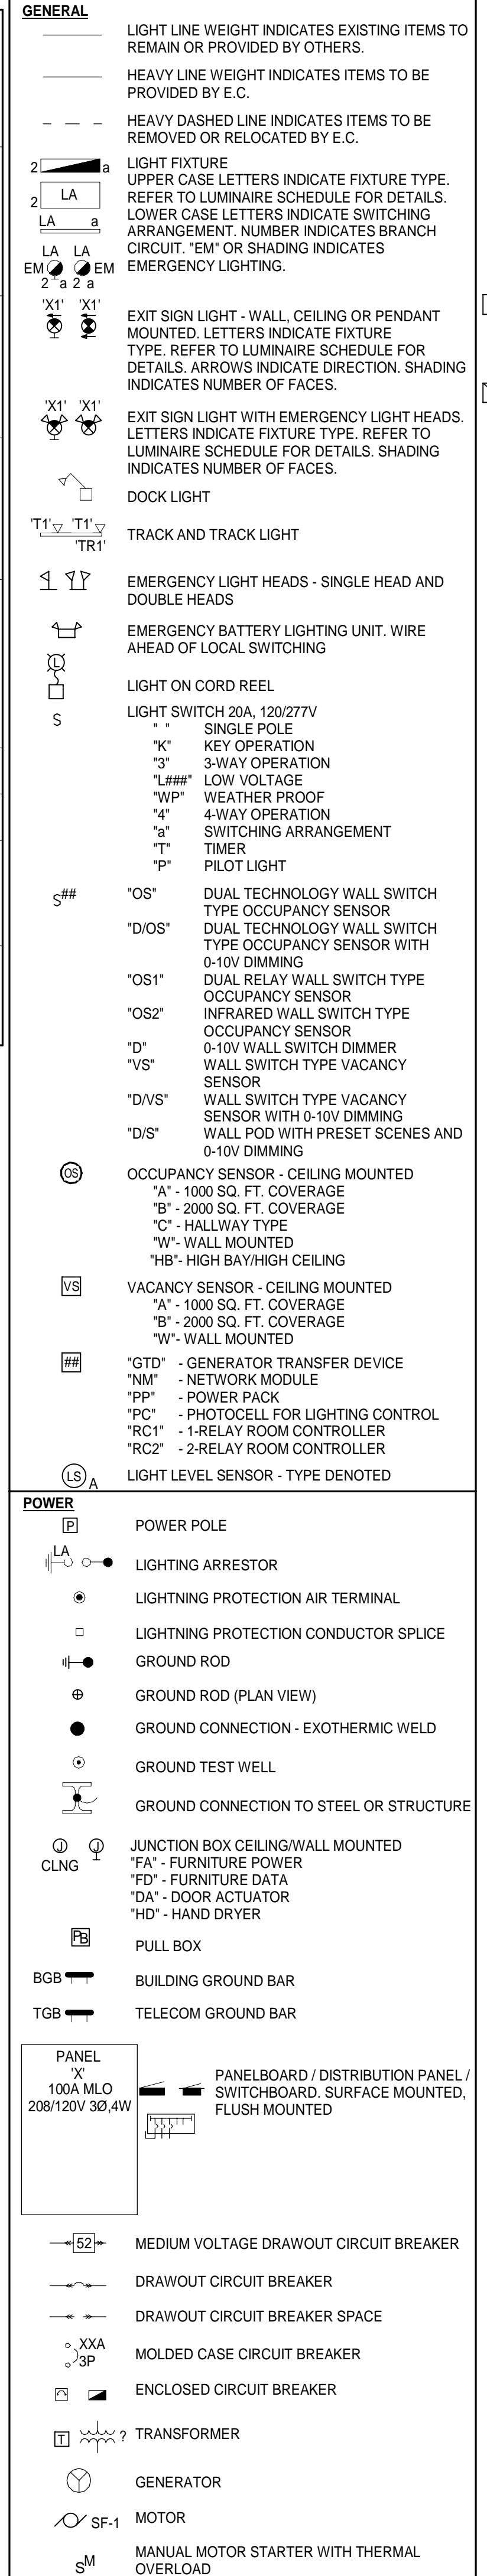 GENERAL
LIGHT LINE WEIGHT INDICATES EXISTING ITEMS TO
REMAIN OR PROVIDED BY OTHERS.
HEAVY LINE WEIGHT INDICATES ITEMS TO BE
PROVIDED BY E.C.
HEAVY DASHED LINE INDICATES ITEMS TO BE
REMOVED OR RELOCATED BY E.C.
2 a
2 LA
LA a
LA LA
EM EM
2 a 2 a
LIGHT FIXTURE
UPPER CASE LETTERS INDICATE FIXTURE TYPE.
REFER TO LUMINAIRE SCHEDULE FOR DETAILS.
LOWER CASE LETTERS INDICATE SWITCHING
ARRANGEMENT. NUMBER INDICATES BRANCH
CIRCUIT. "EM" OR SHADING INDICATES
EMERGENCY LIGHTING.
'X1' 'X1'
EXIT SIGN LIGHT - WALL, CEILING OR PENDANT
MOUNTED. LETTERS INDICATE FIXTURE
TYPE. REFER TO LUMINAIRE SCHEDULE FOR
DETAILS. ARROWS INDICATE DIRECTION. SHADING
INDICATES NUMBER OF FACES.
'X1' 'X1'
EXIT SIGN LIGHT WITH EMERGENCY LIGHT HEADS.
LETTERS INDICATE FIXTURE TYPE. REFER TO
LUMINAIRE SCHEDULE FOR DETAILS. SHADING
INDICATES NUMBER OF FACES.
DOCK LIGHT
'T1' 'T1'
'TR1'
TRACK AND TRACK LIGHT
EMERGENCY LIGHT HEADS - SINGLE HEAD AND
DOUBLE HEADS
EMERGENCY BATTERY LIGHTING UNIT. WIRE
AHEAD OF LOCAL SWITCHING
L
LIGHT ON CORD REEL
S LIGHT SWITCH 20A, 120/277V
" " SINGLE POLE
"K" KEY OPERATION
"3" 3-WAY OPERATION
"L###" LOW VOLTAGE
"WP" WEATHER PROOF
"4" 4-WAY OPERATION
"a" SWITCHING ARRANGEMENT
"T" TIMER
"P" PILOT LIGHT
S## "OS" DUAL TECHNOLOGY WALL SWITCH
TYPE OCCUPANCY SENSOR
"D/OS" DUAL TECHNOLOGY WALL SWITCH
TYPE OCCUPANCY SENSOR WITH
0-10V DIMMING
"OS1" DUAL RELAY WALL SWITCH TYPE
OCCUPANCY SENSOR
"OS2" INFRARED WALL SWITCH TYPE
OCCUPANCY SENSOR
"D" 0-10V WALL SWITCH DIMMER
"VS" WALL SWITCH TYPE VACANCY
SENSOR
"D/VS" WALL SWITCH TYPE VACANCY
SENSOR WITH 0-10V DIMMING
"D/S" WALL POD WITH PRESET SCENES AND
0-10V DIMMING
OS OCCUPANCY SENSOR - CEILING MOUNTED
"A" - 1000 SQ. FT. COVERAGE
"B" - 2000 SQ. FT. COVERAGE
"C" - HALLWAY TYPE
"W"- WALL MOUNTED
"HB"- HIGH BAY/HIGH CEILING
VS VACANCY SENSOR - CEILING MOUNTED
"A" - 1000 SQ. FT. COVERAGE
"B" - 2000 SQ. FT. COVERAGE
"W"- WALL MOUNTED
## "GTD" - GENERATOR TRANSFER DEVICE
"NM" - NETWORK MODULE
"PP" - POWER PACK
"PC" - PHOTOCELL FOR LIGHTING CONTROL
"RC1" - 1-RELAY ROOM CONTROLLER
"RC2" - 2-RELAY ROOM CONTROLLER
LS A LIGHT LEVEL SENSOR - TYPE DENOTED
POWER
P POWER POLE
LA LIGHTING ARRESTOR
LIGHTNING PROTECTION AIR TERMINAL
LIGHTNING PROTECTION CONDUCTOR SPLICE
GROUND ROD
GROUND ROD (PLAN VIEW)
GROUND CONNECTION - EXOTHERMIC WELD
GROUND TEST WELL
GROUND CONNECTION TO STEEL OR STRUCTURE
J J JUNCTION BOX CEILING/WALL MOUNTED
CLNG "FA" - FURNITURE POWER
"FD" - FURNITURE DATA
"DA" - DOOR ACTUATOR
"HD" - HAND DRYER
PB PULL BOX
BGB BUILDING GROUND BAR
TGB TELECOM GROUND BAR
PANEL
'X'
100A MLO
208/120V 3Ø,4W
PANELBOARD / DISTRIBUTION PANEL /
SWITCHBOARD. SURFACE MOUNTED,
FLUSH MOUNTED
52 MEDIUM VOLTAGE DRAWOUT CIRCUIT BREAKER
DRAWOUT CIRCUIT BREAKER
DRAWOUT CIRCUIT BREAKER SPACE
XXA
3P
MOLDED CASE CIRCUIT BREAKER
ENCLOSED CIRCUIT BREAKER
T ? TRANSFORMER
GENERATOR
SF-1 MOTOR
SM MANUAL MOTOR STARTER WITH THERMAL
OVERLOAD